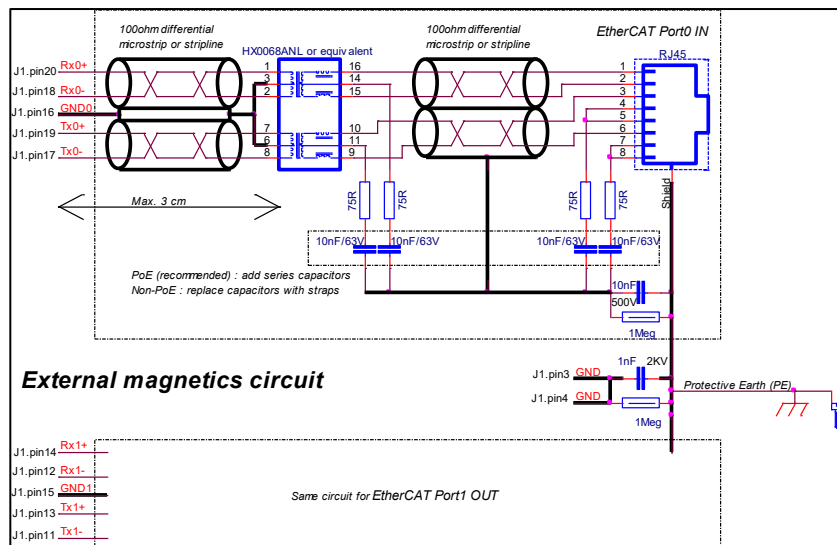 100ohm differential
microstrip or stripline
100ohm differential
microstrip or stripline
EtherCAT Port0 IN
HX0068ANL or equivalent
RJ45
J1.pin20 Rx0+
J1.pin18 Rx0-
J1.pin16 GND0
J1.pin19 Tx0+
J1.pin17 Tx0-
1
3
2
7
6
8
16
14
15
10
11
9
1
2
3
4
5
6
7
8
Shield
Max. 3 cm
75R
75R
75R
75R
10nF/63V
10nF/63V
10nF/63V
10nF/63V
PoE (recommended) : add series capacitors
Non-PoE : replace capacitors with straps
10nF
500V
1Meg
External magnetics circuit
1nF
2KV
J1.pin3 GND
J1.pin4 GND
1Meg
Protective Earth (PE)
J1.pin14 Rx1+
J1.pin12 Rx1-
J1.pin15 GND1
J1.pin13 Tx1+
J1.pin11 Tx1-
Same circuit for EtherCAT Port1 OUT